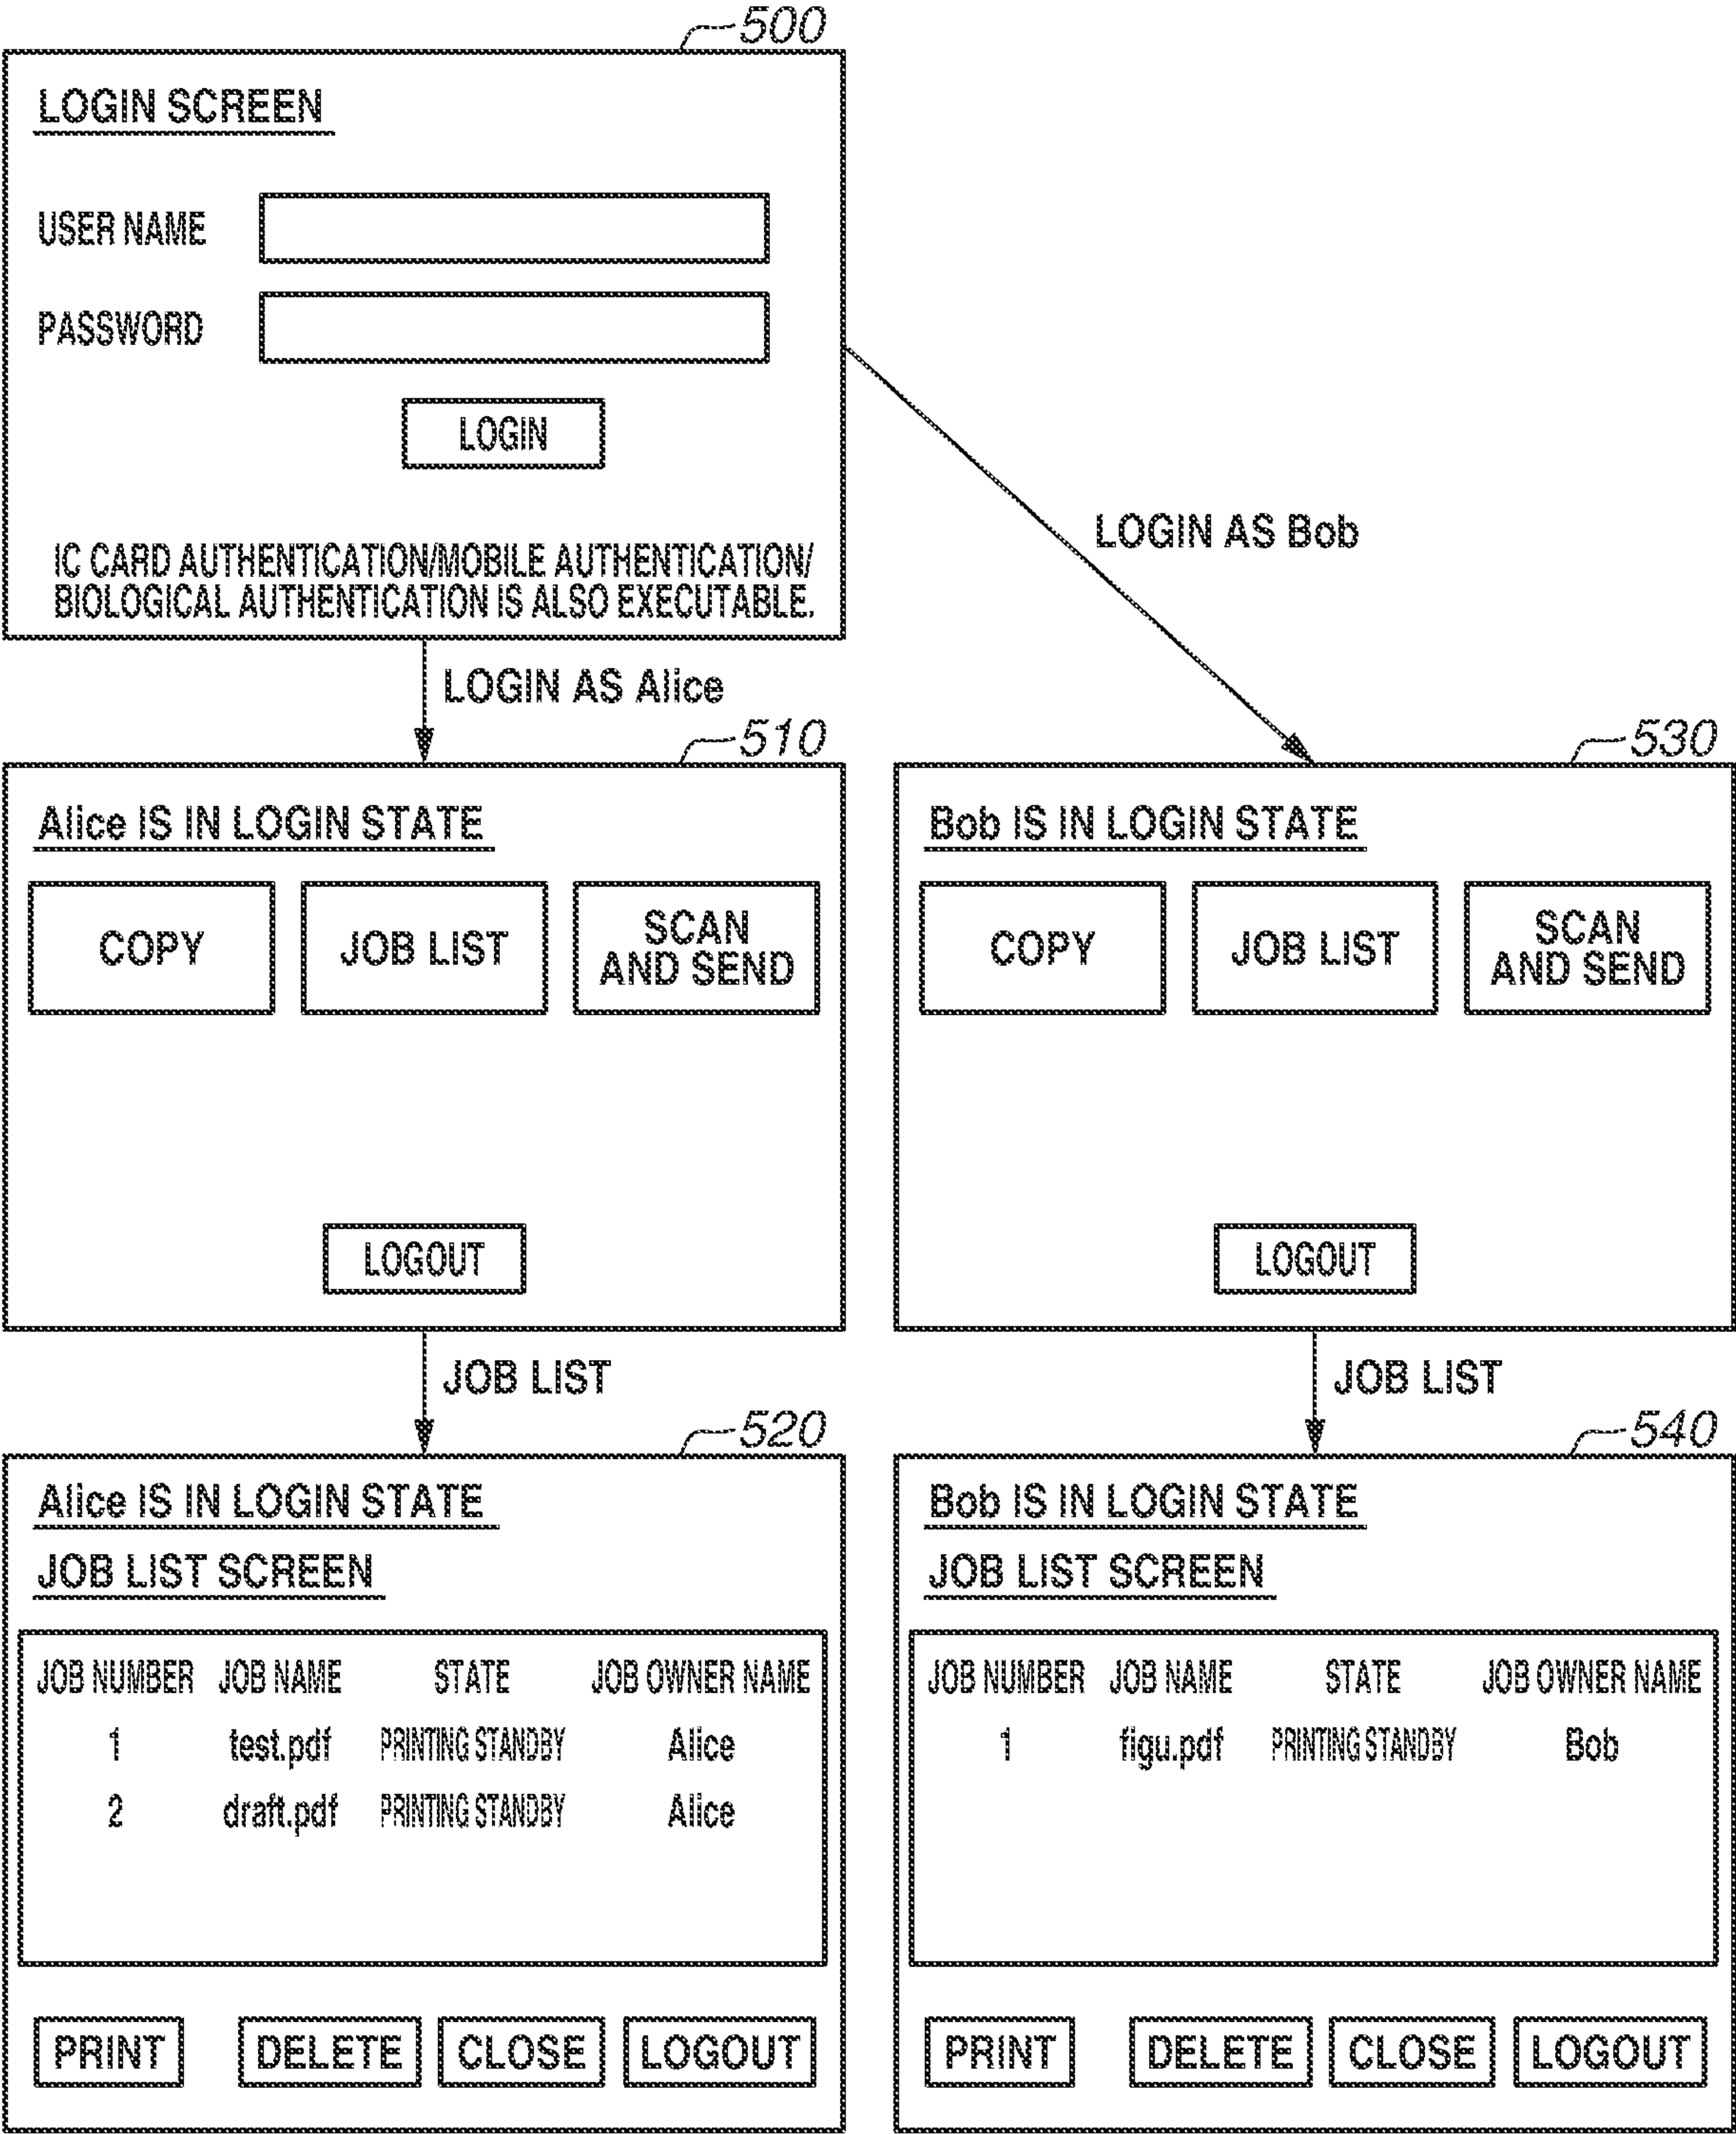 500
LOGIN SCREEN
USER NAME
PASSWORD
LOGIN
IC CARD AUTHENTICATION/MOBILE AUTHENTICATION/
BIOLOGICAL AUTHENTICATION IS ALSO EXECUTABLE.
LOGIN AS Bob
LOGIN AS Alice
510
Alice IS IN LOGIN STATE
COPY
JOB LIST
SCAN
AND SEND
LOGOUT
530
Bob IS IN LOGIN STATE
COPY
JOB LIST
SCAN
AND SEND
LOGOUT
JOB LIST
JOB LIST
520
Alice IS IN LOGIN STATE
JOB LIST SCREEN
JOB NUMBER JOB NAME STATE JOB OWNER NAME
1 test.pdf PRINTING STANDBY Alice
2 draft.pdf PRINTING STANDBY Alice
PRINT DELETE CLOSE LOGOUT
540
Bob IS IN LOGIN STATE
JOB LIST SCREEN
JOB NUMBER JOB NAME STATE JOB OWNER NAME
1 figu.pdf PRINTING STANDBY Bob
PRINT DELETE CLOSE LOGOUT